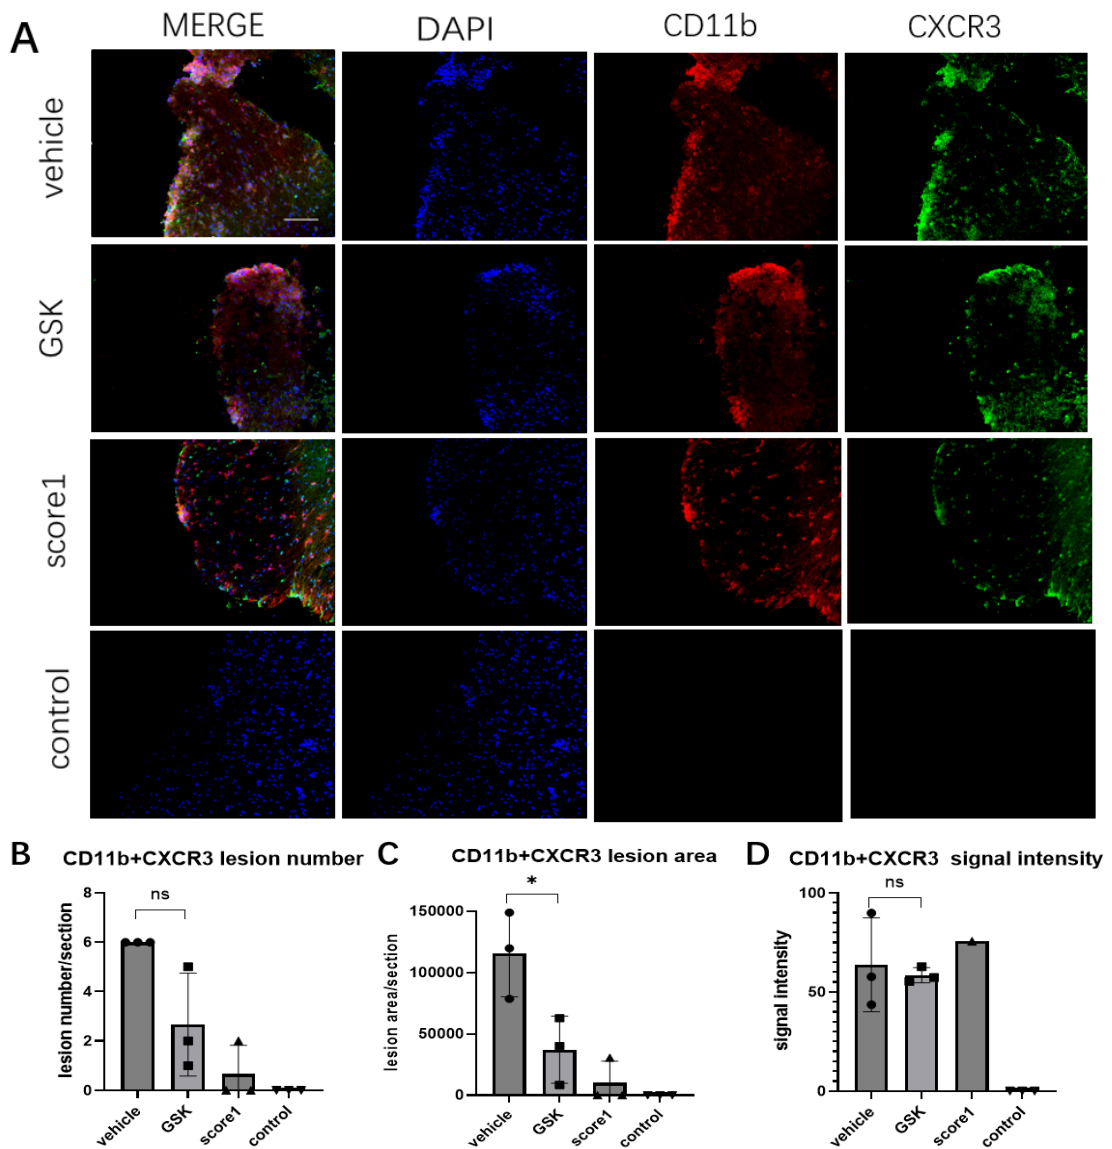 A
MERGE DAPI CD11b CXCR3
vehicle
GSK
score1
control
B CD11b+CXCR3 lesion number
ns
lesion number/section
8
6
4
2
0
vehicle GSK score1 control
C CD11b+CXCR3 lesion area
*
lesion area/section
150000
100000
50000
0
vehicle GSK score1 control
D CD11b+CXCR3 signal intensity
ns
signal intensity
100
50
0
vehicle GSK score1 control